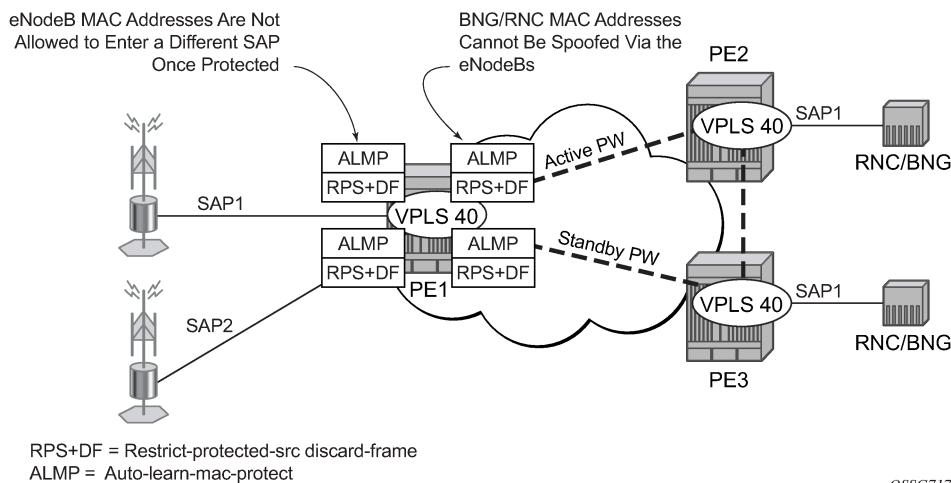 eNodeB MAC Addresses Are Not
Allowed to Enter a Different SAP
Once Protected
BNG/RNC MAC Addresses
Cannot Be Spoofed Via the
eNodeBs
PE2
VPLS 40
SAP1
RNC/BNG
ALMP
RPS+DF
ALMP
RPS+DF
Active PW
SAP1
VPLS 40
ALMP
RPS+DF
ALMP
RPS+DF
PE1
Standby PW
SAP2
VPLS 40
SAP1
RNC/BNG
PE3
RPS+DF = Restrict-protected-src discard-frame
ALMP = Auto-learn-mac-protect